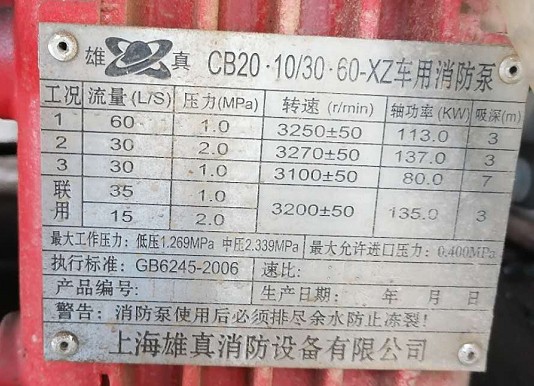 雄真 CB20·10/30·60-XZ车用消防泵
工况 流量(L/S) 压力(MPa) 转速 (r/min) 轴功率(KW) 吸深(m)
1 60 1.0 3250±50 113.0 3
2 30 2.0 3270±50 137.0 3
3 30 1.0 3100±50 80.0 7
联用 35 1.0 3200±50 135.0 3
15 2.0
最大工作压力: 低压1.269MPa 中压2.339MPa 最大允许进口压力: 0.400MPa
执行标准: GB6245-2006 速比:
产品编号: 生产日期: 年 月 日
警告: 消防泵使用后必须排尽余水防止冻裂!
上海雄真消防设备有限公司